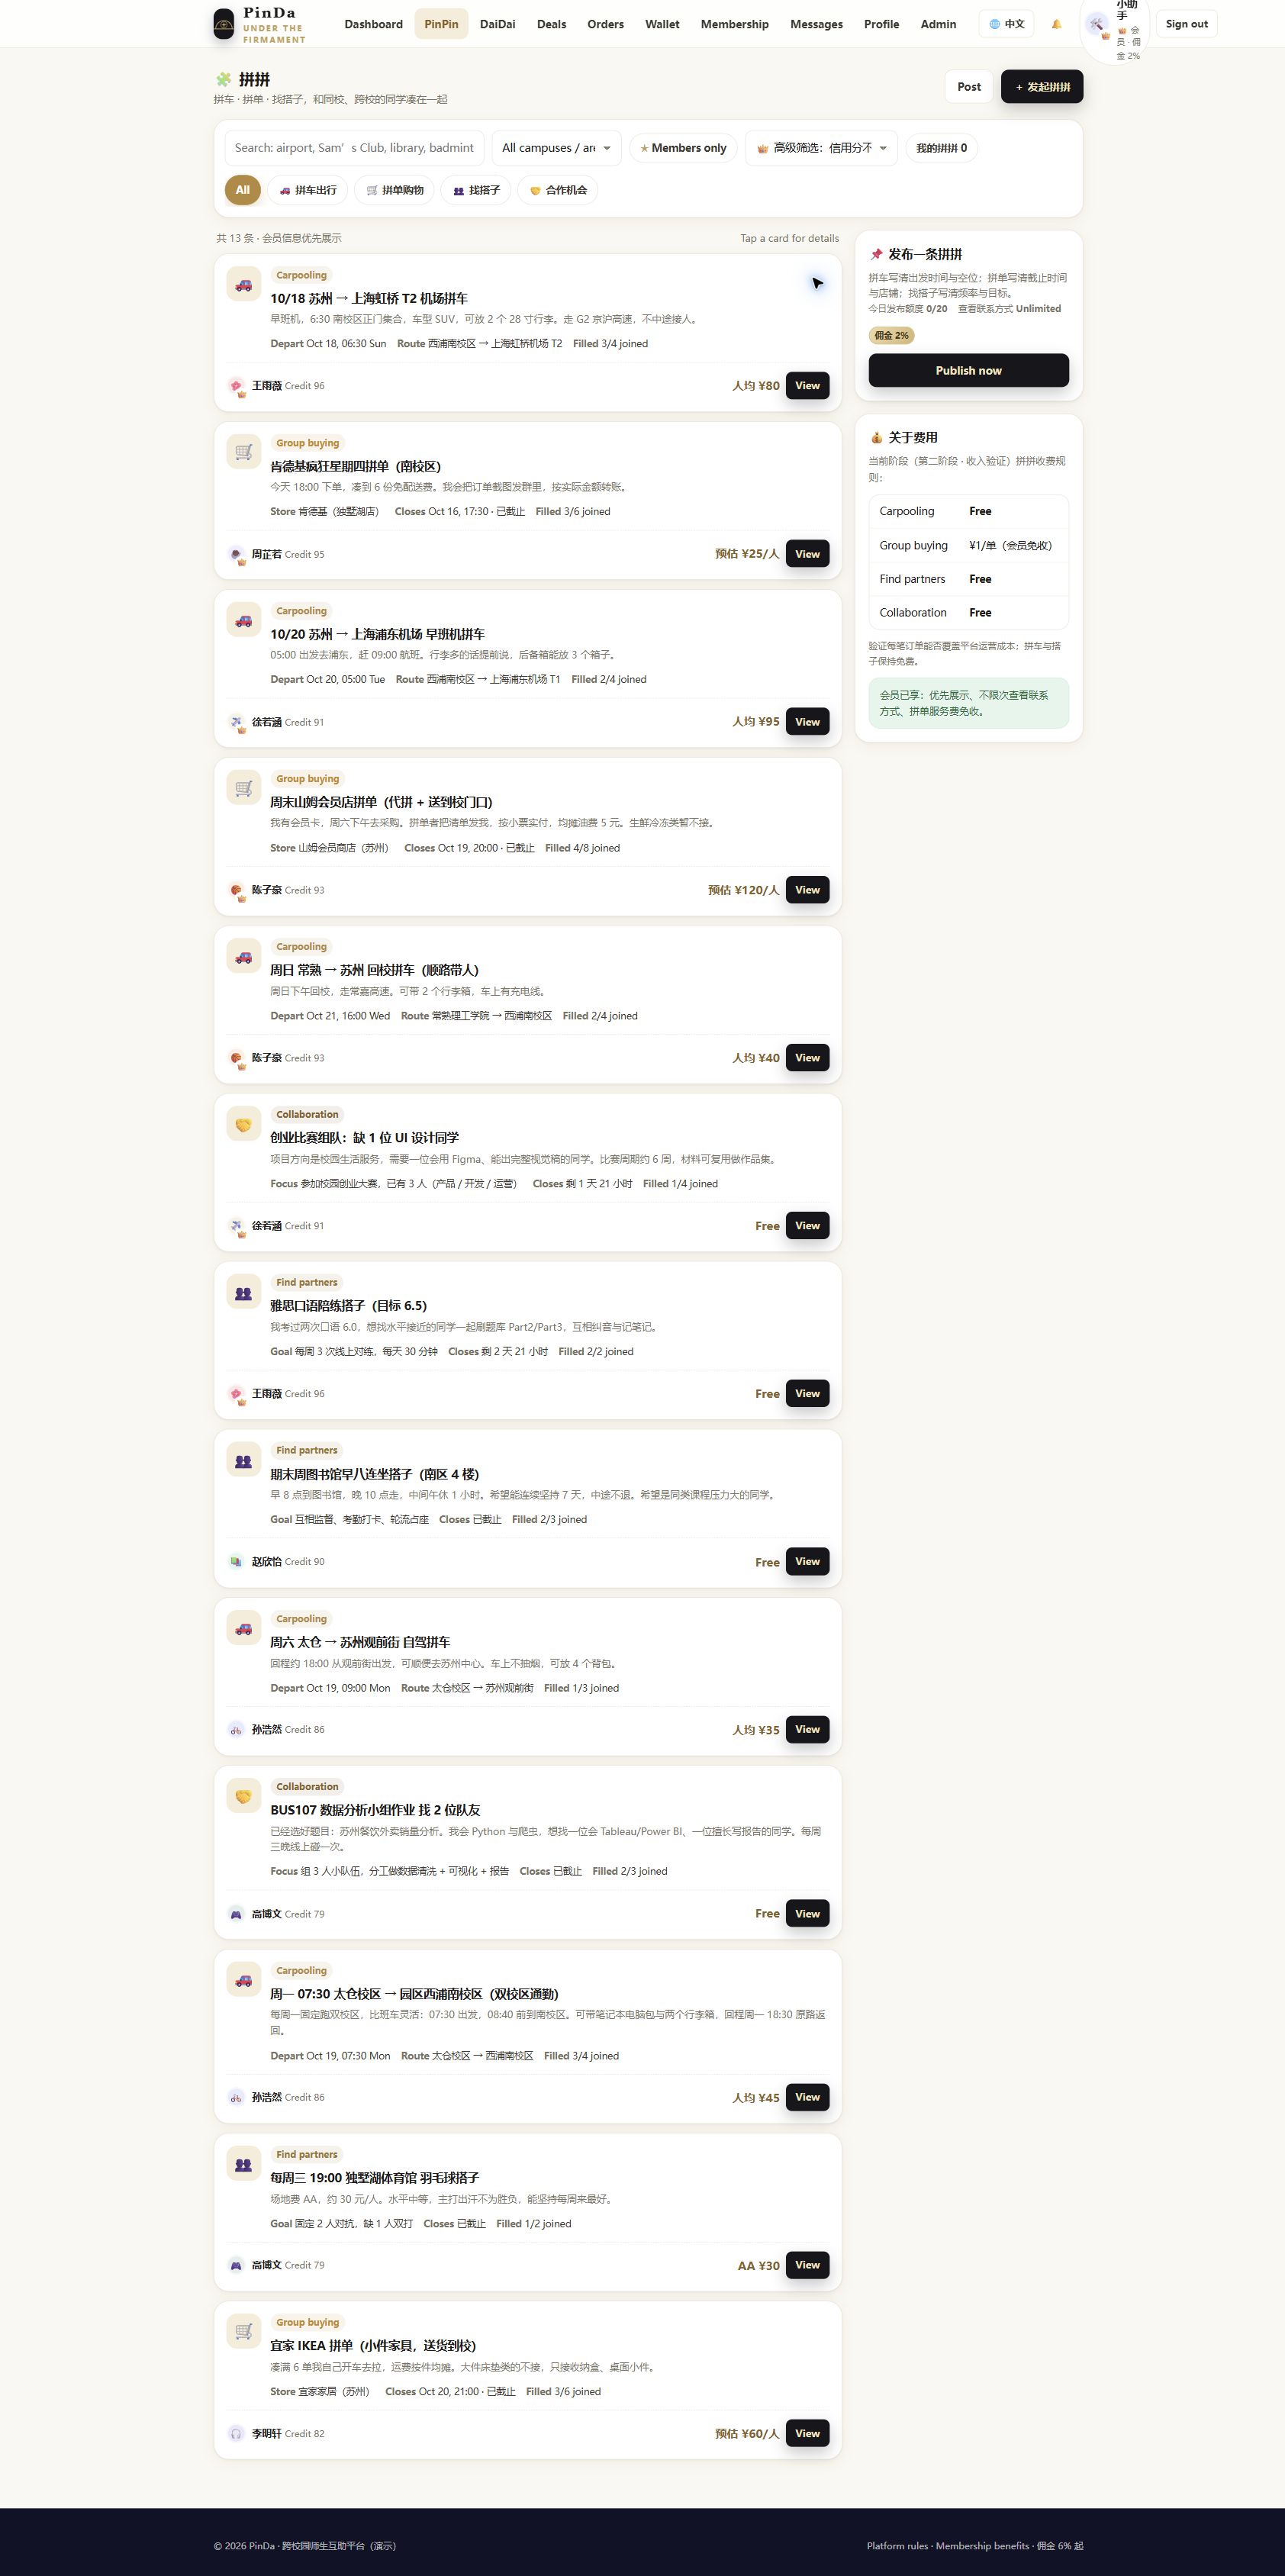 PinDa
UNDER THE
FIRMAMENT
Dashboard
PinPin
DaiDai
Deals
Orders
Wallet
Membership
Messages
Profile
Admin
中文
小助手
会员 · 佣金 2%
Sign out
拼拼
拼车 · 拼单 · 找搭子，和同校、跨校的同学凑在一起
Post
+ 发起拼拼
Search: airport, Sam’s Club, library, badmint
All campuses / are
★ Members only
高级筛选：信用分不
我的拼拼 0
All
拼车出行
拼单购物
找搭子
合作机会
共 13 条 · 会员信息优先展示
Tap a card for details
Carpooling
10/18 苏州 → 上海虹桥 T2 机场拼车
早班机，6:30 南校区正门集合，车型 SUV，可放 2 个 28 寸行李。走 G2 京沪高速，不中途接人。
Depart Oct 18, 06:30 Sun Route 西浦南校区 → 上海虹桥机场 T2 Filled 3/4 joined
王雨薇 Credit 96
人均 ¥80
View
Group buying
肯德基疯狂星期四拼单（南校区）
今天 18:00 下单，凑到 6 份免配送费。我会把订单截图发群里，按实际金额转账。
Store 肯德基（独墅湖店） Closes Oct 16, 17:30 · 已截止 Filled 3/6 joined
周芷若 Credit 95
预估 ¥25/人
View
Carpooling
10/20 苏州 → 上海浦东机场 早班机拼车
05:00 出发去浦东，赶 09:00 航班。行李多的话提前说，后备箱能放 3 个箱子。
Depart Oct 20, 05:00 Tue Route 西浦南校区 → 上海浦东机场 T1 Filled 2/4 joined
徐若涵 Credit 91
人均 ¥95
View
Group buying
周末山姆会员店拼单（代拼 + 送到校门口）
我有会员卡，周六下午去采购。拼单者把清单发我，按小票实付，均摊油费 5 元。生鲜冷冻类暂不接。
Store 山姆会员商店（苏州） Closes Oct 19, 20:00 · 已截止 Filled 4/8 joined
陈子豪 Credit 93
预估 ¥120/人
View
Carpooling
周日 常熟 → 苏州 回校拼车（顺路带人）
周日下午回校，走常嘉高速。可带 2 个行李箱，车上有充电线。
Depart Oct 21, 16:00 Wed Route 常熟理工学院 → 西浦南校区 Filled 2/4 joined
陈子豪 Credit 93
人均 ¥40
View
Collaboration
创业比赛组队：缺 1 位 UI 设计同学
项目方向是校园生活服务，需要一位会用 Figma、能出完整视觉稿的同学。比赛周期约 6 周，材料可复用做作品集。
Focus 参加校园创业大赛，已有 3 人（产品 / 开发 / 运营） Closes 剩 1 天 21 小时 Filled 1/4 joined
徐若涵 Credit 91
Free
View
Find partners
雅思口语陪练搭子（目标 6.5）
我考过两次口语 6.0，想找水平接近的同学一起刷题库 Part2/Part3，互相纠音与记笔记。
Goal 每周 3 次线上对练，每天 30 分钟 Closes 剩 2 天 21 小时 Filled 2/2 joined
王雨薇 Credit 96
Free
View
Find partners
期末周图书馆早八连坐搭子（南区 4 楼）
早 8 点到图书馆，晚 10 点走，中间午休 1 小时。希望能连续坚持 7 天，中途不退。希望是同类课程压力大的同学。
Goal 互相监督、考勤打卡、轮流占座 Closes 已截止 Filled 2/3 joined
赵欣怡 Credit 90
Free
View
Carpooling
周六 太仓 → 苏州观前街 自驾拼车
回程约 18:00 从观前街出发，可顺便去苏州中心。车上不抽烟，可放 4 个背包。
Depart Oct 19, 09:00 Mon Route 太仓校区 → 苏州观前街 Filled 1/3 joined
孙浩然 Credit 86
人均 ¥35
View
Collaboration
BUS107 数据分析小组作业 找 2 位队友
已经选好题目：苏州餐饮外卖销量分析。我会 Python 与爬虫，想找一位会 Tableau/Power BI、一位擅长写报告的同学。每周
三晚线上碰一次。
Focus 组 3 人小队伍，分工做数据清洗 + 可视化 + 报告 Closes 已截止 Filled 2/3 joined
高博文 Credit 79
Free
View
Carpooling
周一 07:30 太仓校区 → 园区西浦南校区（双校区通勤）
每周一固定跑双校区，比班车灵活：07:30 出发，08:40 前到南校区。可带笔记本电脑包与两个行李箱，回程周一 18:30 原路返
回。
Depart Oct 19, 07:30 Mon Route 太仓校区 → 西浦南校区 Filled 3/4 joined
孙浩然 Credit 86
人均 ¥45
View
Find partners
每周三 19:00 独墅湖体育馆 羽毛球搭子
场地费 AA，约 30 元/人。水平中等，主打出汗不为胜负，能坚持每周来最好。
Goal 固定 2 人对抗，缺 1 人双打 Closes 已截止 Filled 1/2 joined
高博文 Credit 79
AA ¥30
View
Group buying
宜家 IKEA 拼单（小件家具，送货到校）
凑满 6 单我自己开车去拉，运费按件均摊。大件床垫类的不接，只接收纳盒、桌面小件。
Store 宜家家居（苏州） Closes Oct 20, 21:00 · 已截止 Filled 3/6 joined
李明轩 Credit 82
预估 ¥60/人
View
发布一条拼拼
拼车写清出发时间与空位；拼单写清截止时间
与店铺；找搭子写清频率与目标。
今日发布额度 0/20 查看联系方式 Unlimited
佣金 2%
Publish now
关于费用
当前阶段（第二阶段 · 收入验证）拼拼收费规
则：
Carpooling Free
Group buying ¥1/单（会员免收）
Find partners Free
Collaboration Free
验证每笔订单能否覆盖平台运营成本；拼车与搭
子保持免费。
会员已享：优先展示、不限次查看联系
方式、拼单服务费免收。
© 2026 PinDa · 跨校园师生互助平台（演示）
Platform rules · Membership benefits · 佣金 6% 起